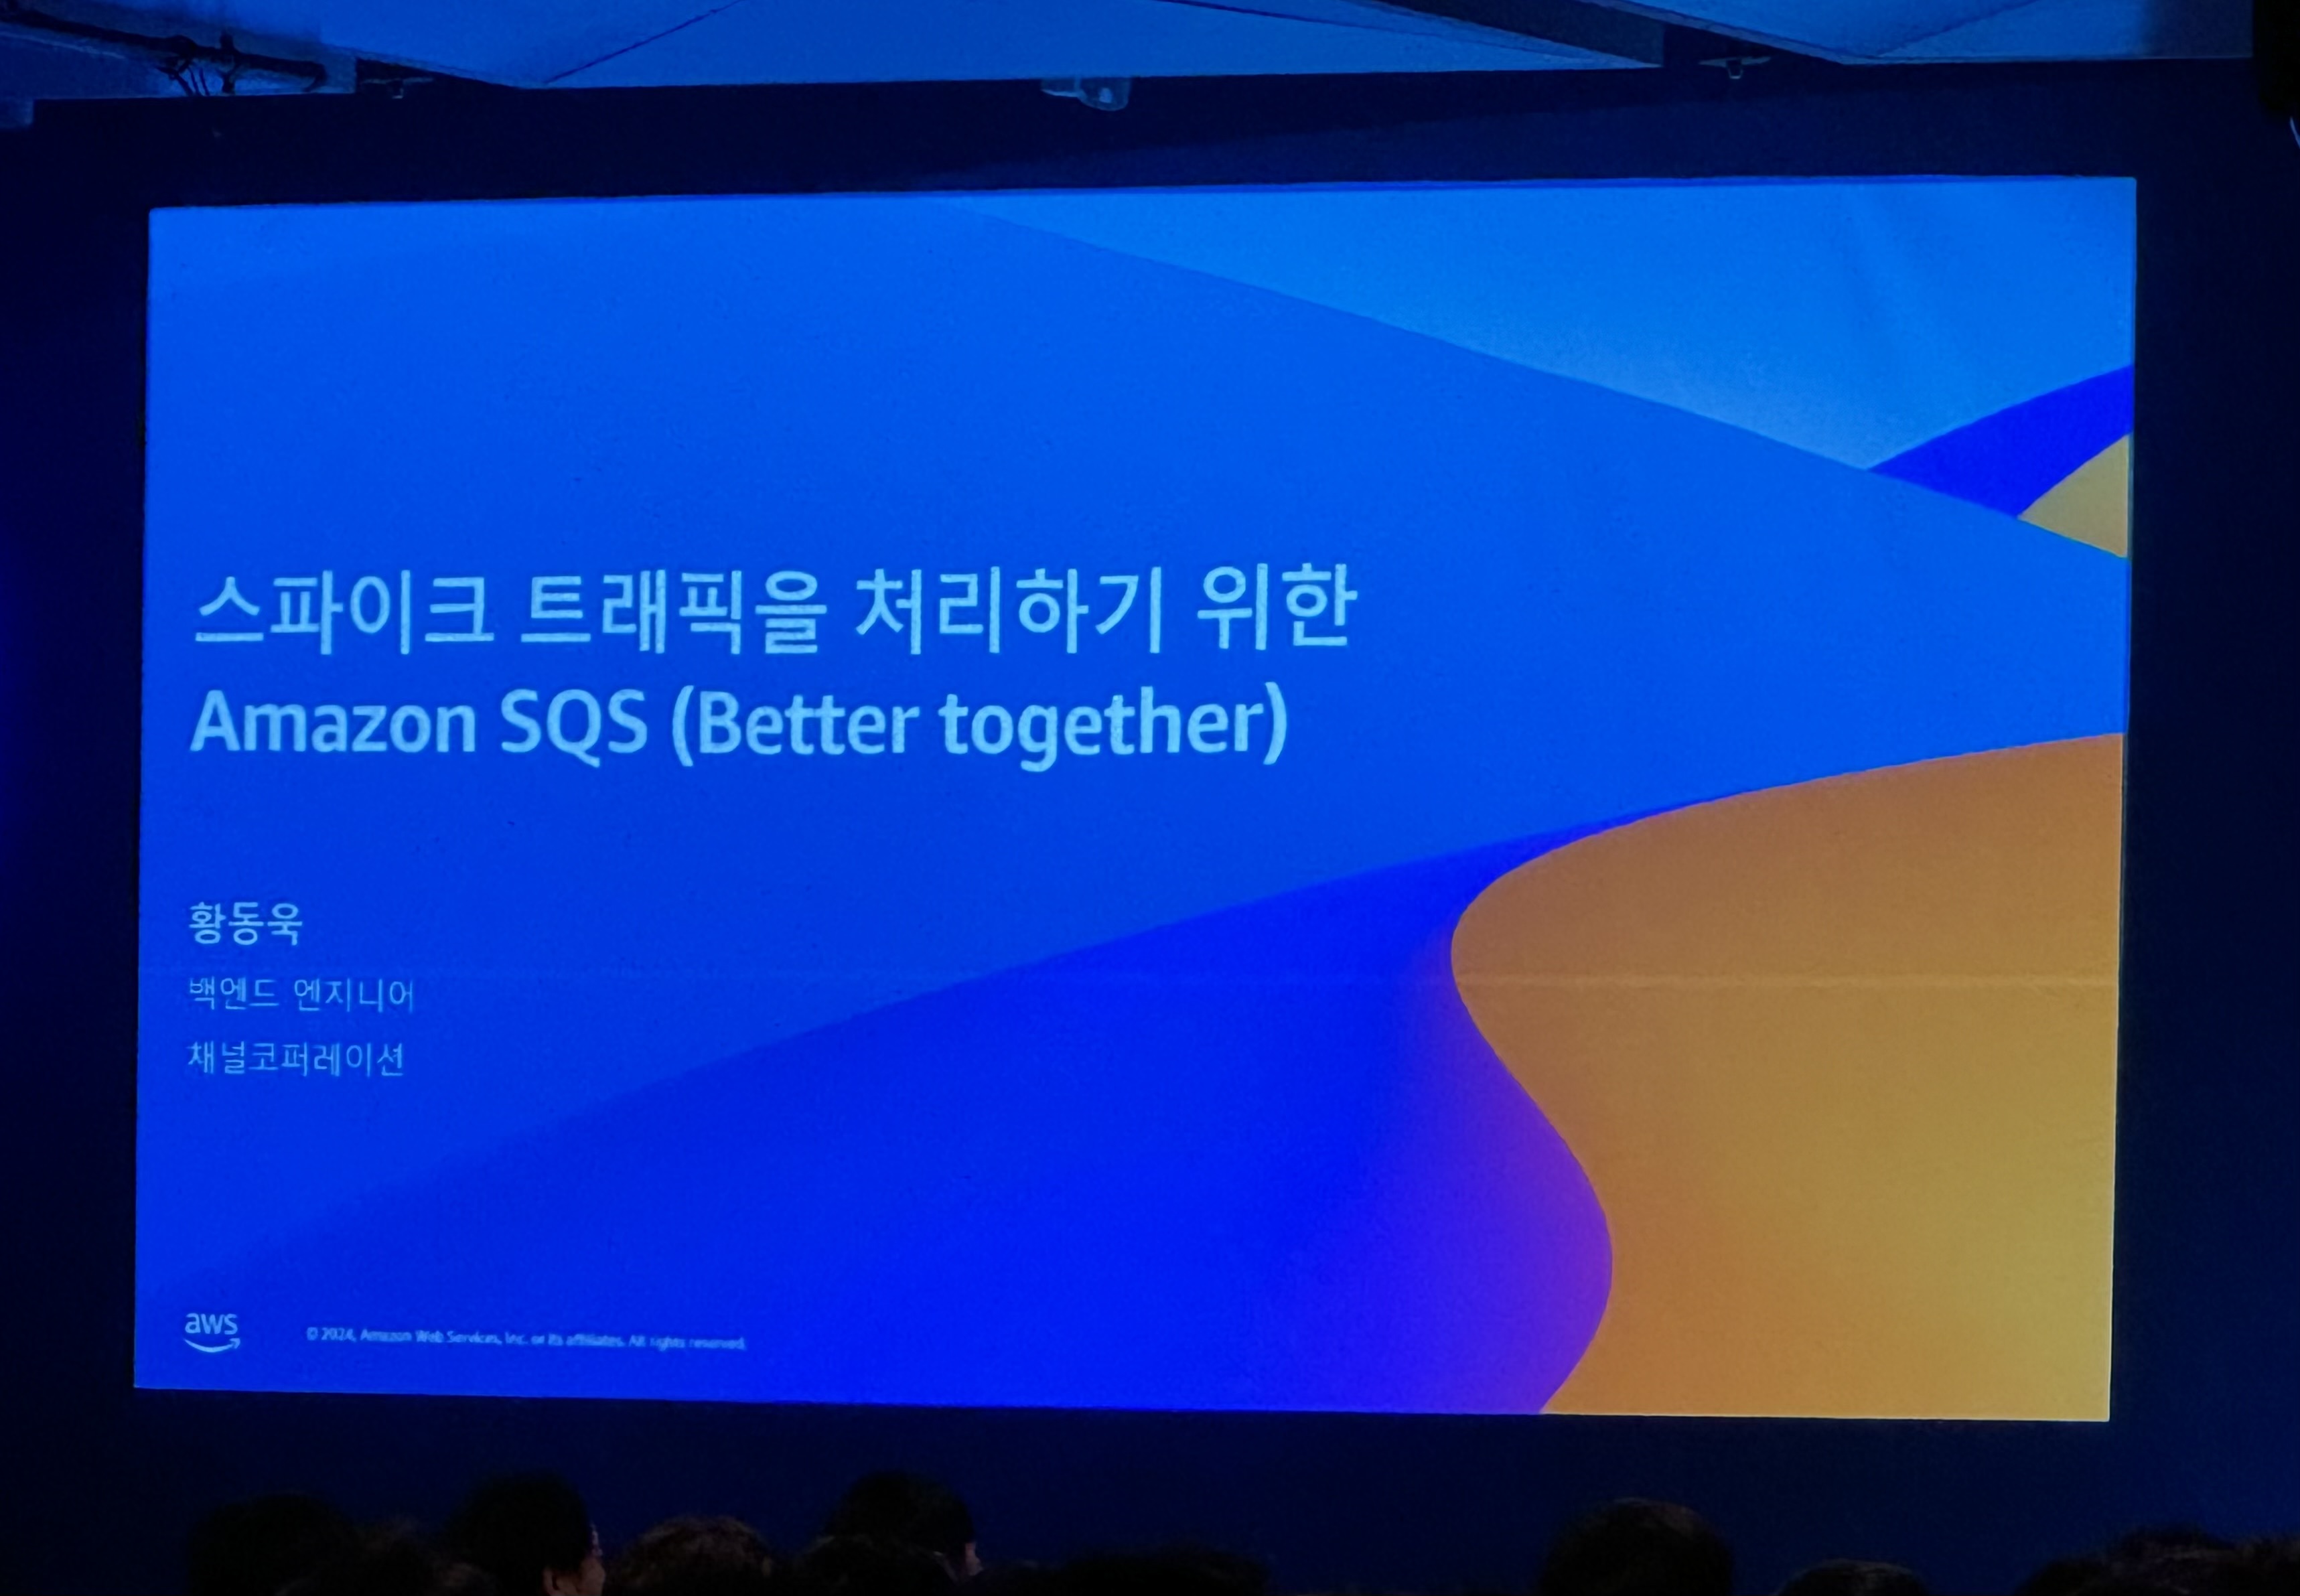 스파이크 트래픽을 처리하기 위한
Amazon SQS (Better together)
황동욱
백엔드 엔지니어
채널코퍼레이션
aws
© 2024, Amazon Web Services, Inc. or its affiliates. All rights reserved.